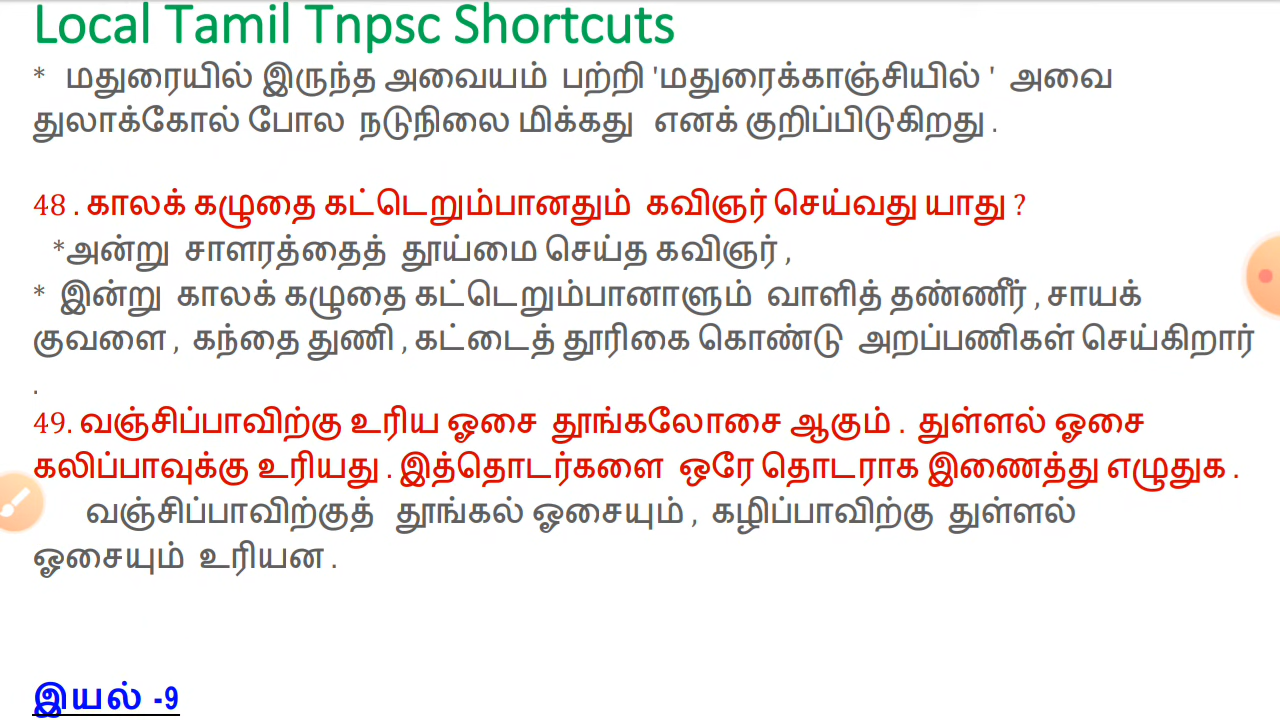 Local Tamil Tnpsc Shortcuts
* மதுரையில் இருந்த அவையம் பற்றி 'மதுரைக்காஞ்சியில் ' அவை
துலாக்கோல் போல நடுநிலை மிக்கது எனக் குறிப்பிடுகிறது .
48 . காலக் கழுதை கட்டெறும்பானதும் கவிஞர் செய்வது யாது ?
*அன்று சாளரத்தைத் தூய்மை செய்த கவிஞர் ,
* இன்று காலக் கழுதை கட்டெறும்பானாளும் வாளித் தண்ணீர் , சாயக்
குவளை , கந்தை துணி , கட்டைத் தூரிகை கொண்டு அறப்பணிகள் செய்கிறார்
.
49. வஞ்சிப்பாவிற்கு உரிய ஓசை தூங்கலோசை ஆகும் . துள்ளல் ஓசை
கலிப்பாவுக்கு உரியது . இத்தொடர்களை ஒரே தொடராக இணைத்து எழுதுக .
வஞ்சிப்பாவிற்குத் தூங்கல் ஓசையும் , கழிப்பாவிற்கு துள்ளல்
ஓசையும் உரியன .
இயல் -9